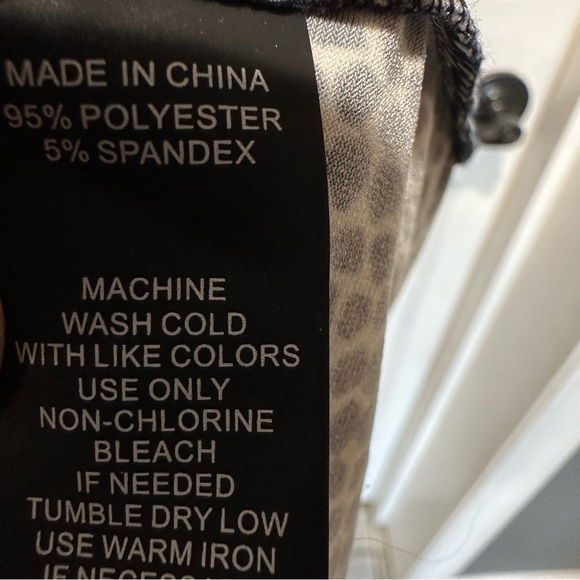 MADE IN CHINA
95% POLYESTER
5% SPANDEX
MACHINE
WASH COLD
WITH LIKE COLORS
USE ONLY
NON-CHLORINE
BLEACH
IF NEEDED
TUMBLE DRY LOW
USE WARM IRON
IF